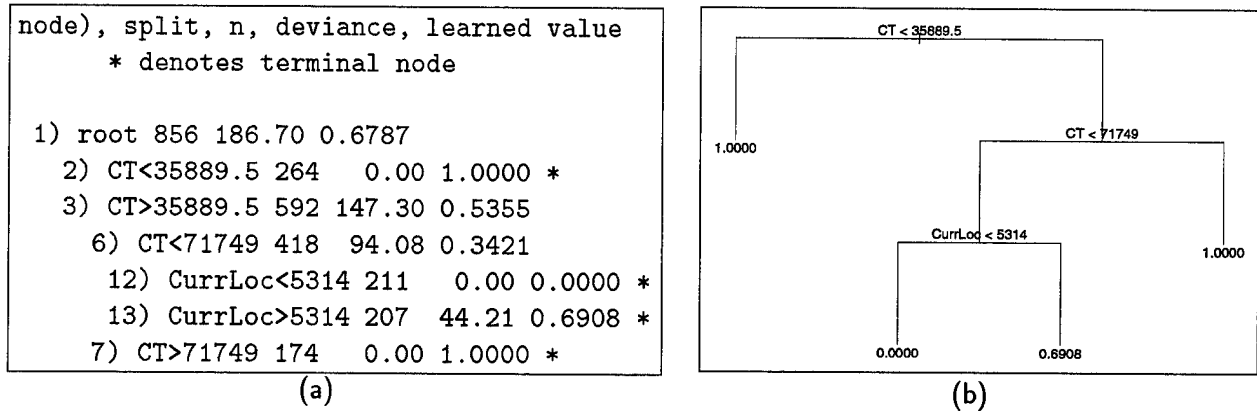 node), split, n, deviance, learned value
* denotes terminal node
1) root 856 186.70 0.6787
2) CT<35889.5 264 0.00 1.0000 *
3) CT>35889.5 592 147.30 0.5355
6) CT<71749 418 94.08 0.3421
12) CurrLoc<5314 211 0.00 0.0000 *
13) CurrLoc>5314 207 44.21 0.6908 *
7) CT>71749 174 0.00 1.0000 *
(a)
CT < 35889.5
1.0000
CT < 71749
CurrLoc < 5314
1.0000
0.0000
0.6908
(b)